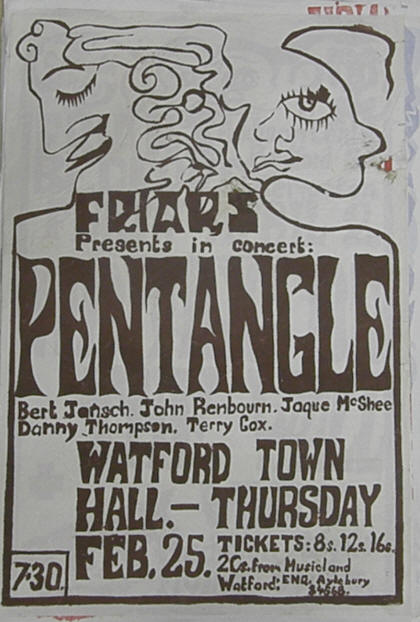 FRIARS
Presents in concert:
PENTANGLE
Bert Jansch. John Renbourn. Jaque McShee
Danny Thompson. Terry Cox.
WATFORD TOWN
HALL.— THURSDAY
FEB. 25. TICKETS: 8s. 12s. 16s.
20s. from Musicland
Watford: ENQ. Aylesbury
7·30.